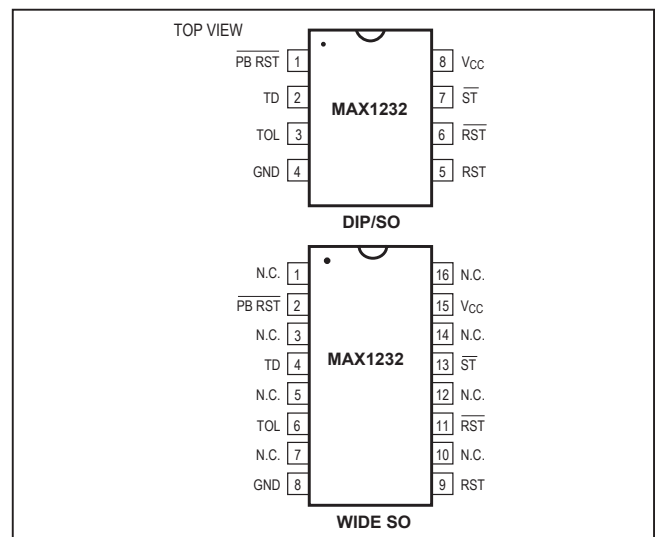 TOP VIEW
PB RST 1 8 VCC
TD 2 7 ST
MAX1232
TOL 3 6 RST
GND 4 5 RST
DIP/SO
N.C. 1 16 N.C.
PB RST 2 15 VCC
N.C. 3 14 N.C.
TD 4 MAX1232 13 ST
N.C. 5 12 N.C.
TOL 6 11 RST
N.C. 7 10 N.C.
GND 8 9 RST
WIDE SO